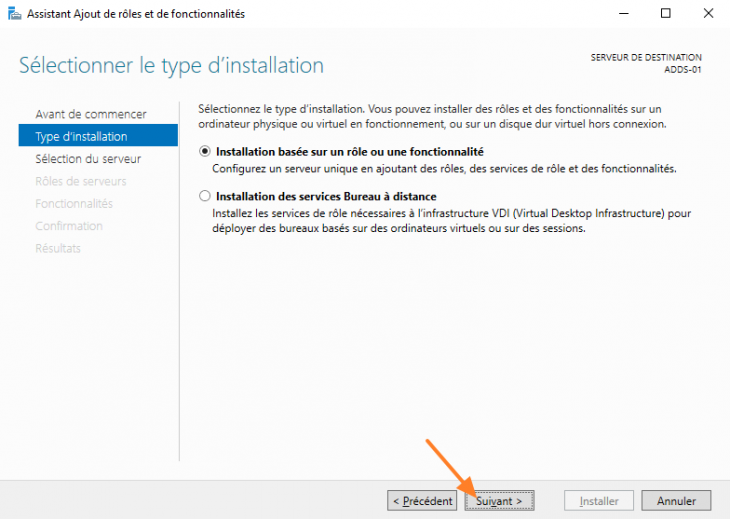 Assistant Ajout de rôles et de fonctionnalités
Sélectionner le type d'installation
SERVEUR DE DESTINATION
ADDS-01
Avant de commencer
Type d'installation
Sélection du serveur
Rôles de serveurs
Fonctionnalités
Confirmation
Résultats
Sélectionnez le type d'installation. Vous pouvez installer des rôles et des fonctionnalités sur un
ordinateur physique ou virtuel en fonctionnement, ou sur un disque dur virtuel hors connexion.
Installation basée sur un rôle ou une fonctionnalité
Configurez un serveur unique en ajoutant des rôles, des services de rôle et des fonctionnalités.
Installation des services Bureau à distance
Installez les services de rôle nécessaires à l'infrastructure VDI (Virtual Desktop Infrastructure) pour
déployer des bureaux basés sur des ordinateurs virtuels ou sur des sessions.
< Précédent
Suivant >
Installer
Annuler